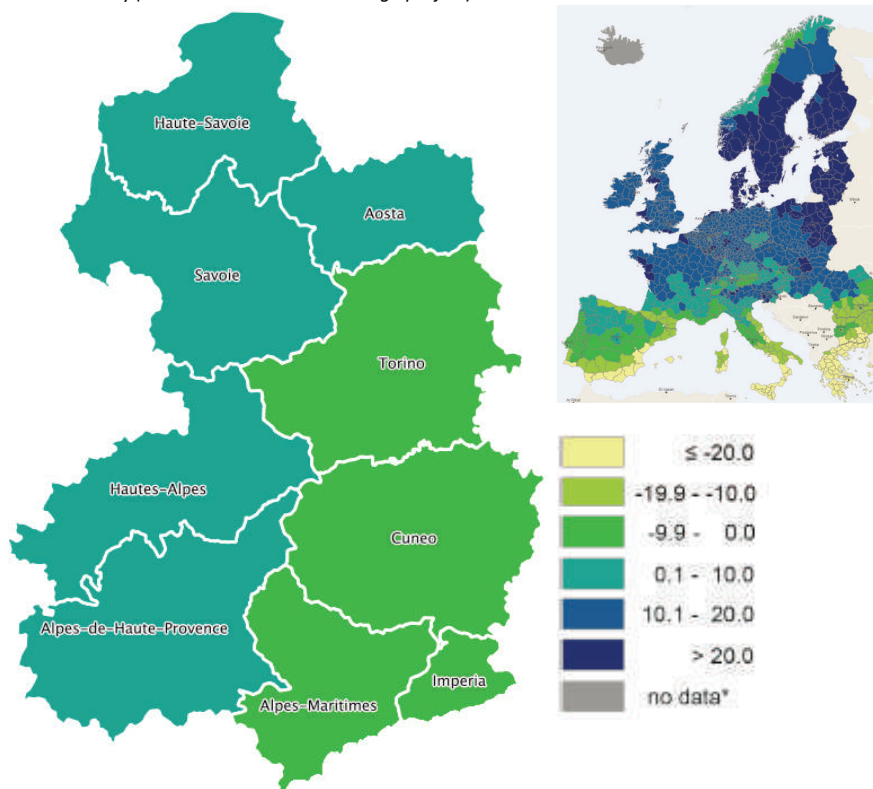 Haute-Savoie
Aosta
Savoie
Torino
Hautes-Alpes
Cuneo
Alpes-de-Haute-Provence
Imperia
Alpes-Maritimes
≤ -20.0
-19.9 - -10.0
-9.9 - 0.0
0.1 - 10.0
10.1 - 20.0
> 20.0
no data*